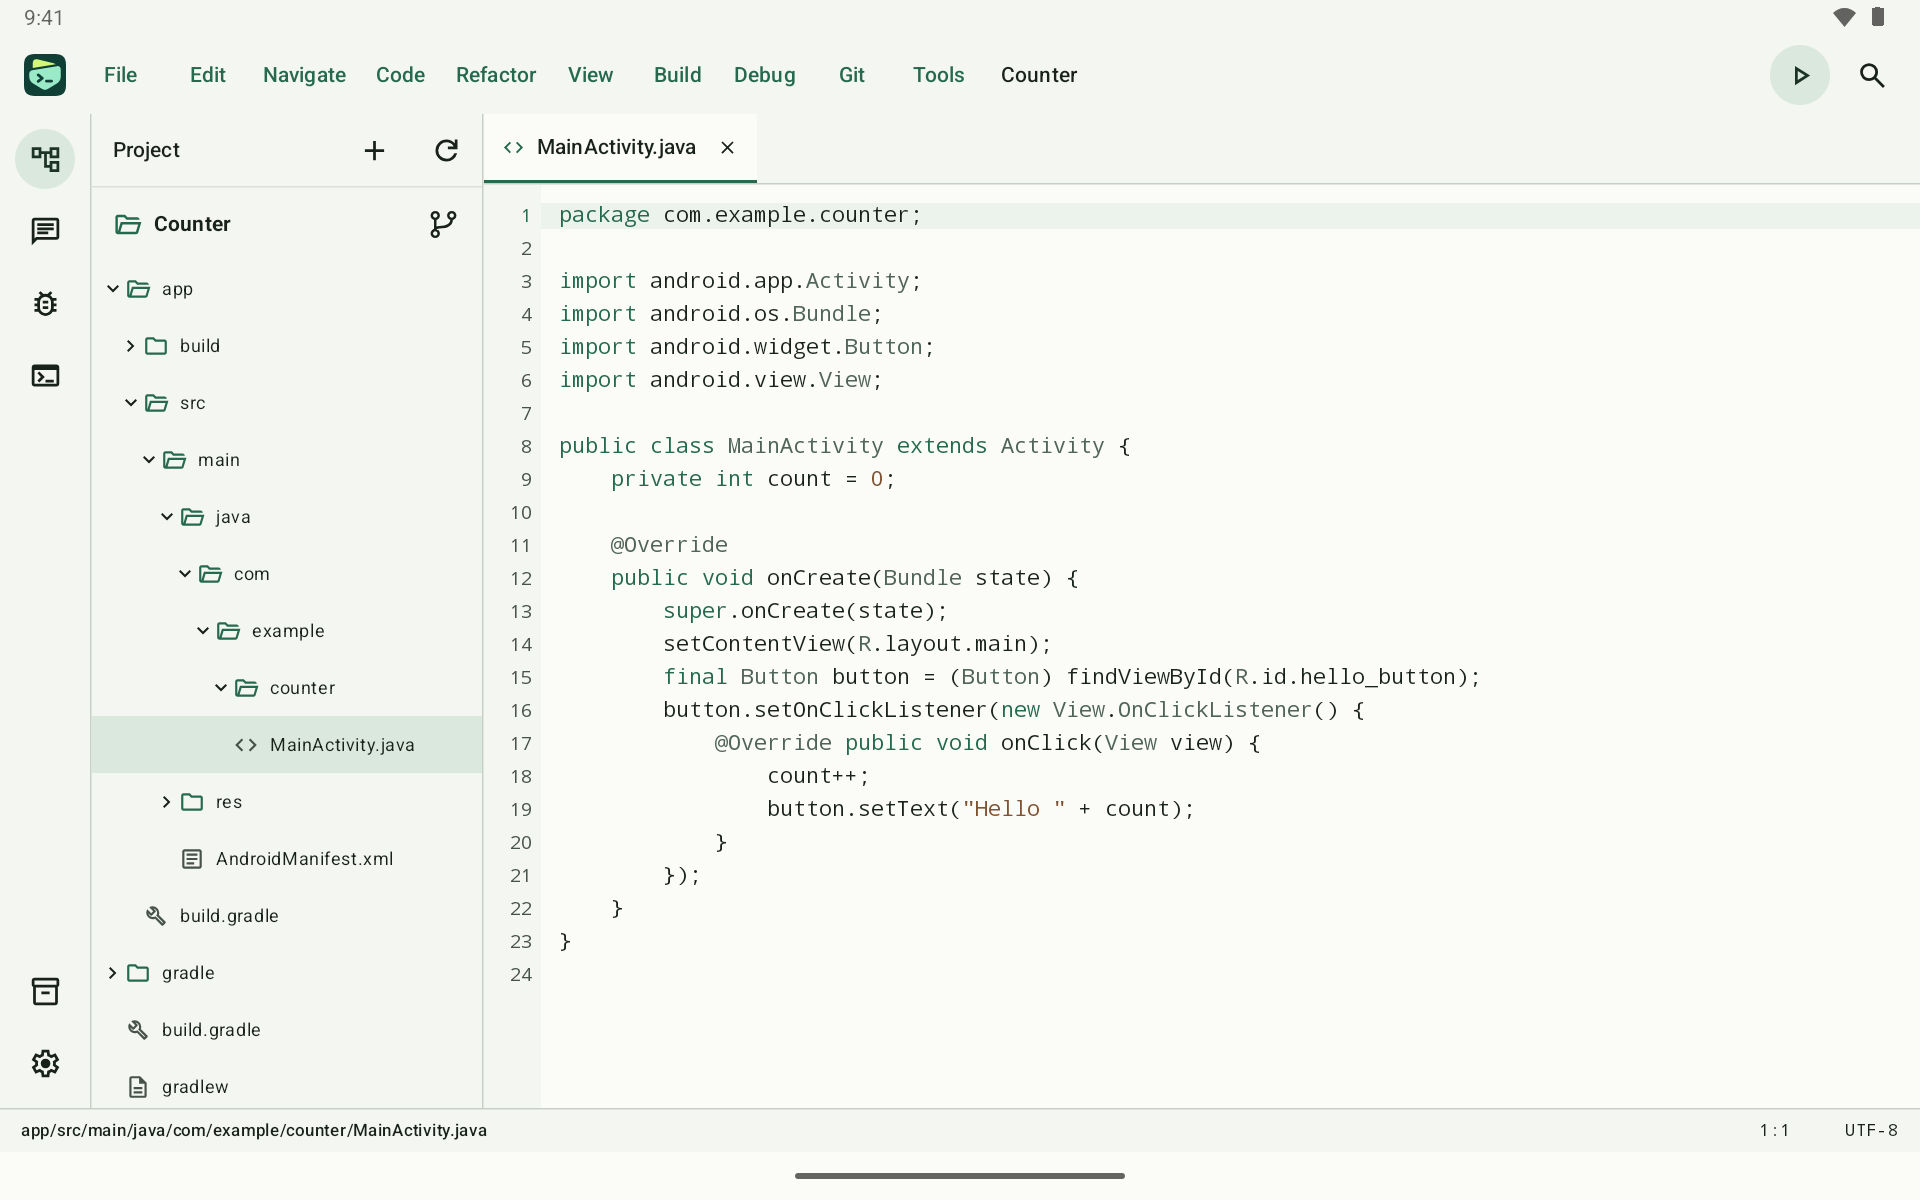 9:41
File Edit Navigate Code Refactor View Build Debug Git Tools Counter
Project
MainActivity.java
Counter
app
build
src
main
java
com
example
counter
MainActivity.java
res
AndroidManifest.xml
build.gradle
gradle
build.gradle
gradlew
1 package com.example.counter;
2
3 import android.app.Activity;
4 import android.os.Bundle;
5 import android.widget.Button;
6 import android.view.View;
7
8 public class MainActivity extends Activity {
9     private int count = 0;
10
11     @Override
12     public void onCreate(Bundle state) {
13         super.onCreate(state);
14         setContentView(R.layout.main);
15         final Button button = (Button) findViewById(R.id.hello_button);
16         button.setOnClickListener(new View.OnClickListener() {
17             @Override public void onClick(View view) {
18                 count++;
19                 button.setText("Hello " + count);
20             }
21         });
22     }
23 }
24
app/src/main/java/com/example/counter/MainActivity.java
1:1 UTF-8